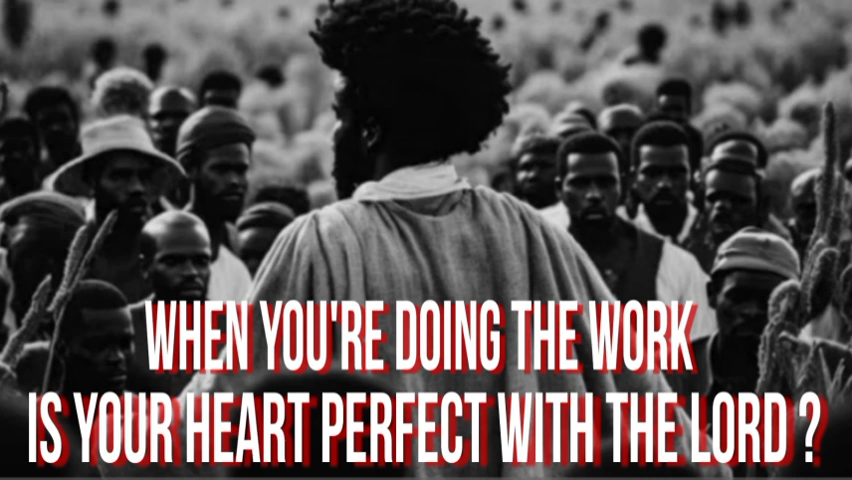 WHEN YOU'RE DOING THE WORK
IS YOUR HEART PERFECT WITH THE LORD ?